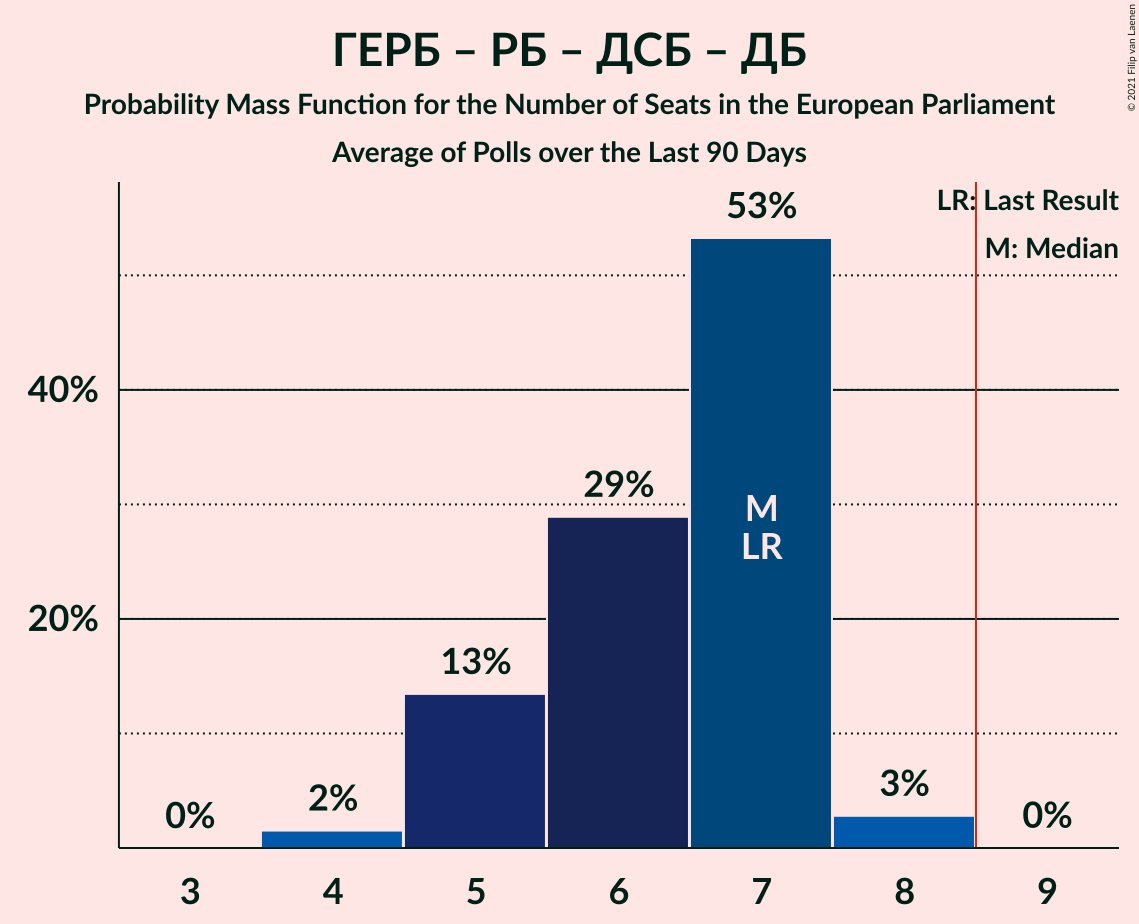 ГЕРБ – РБ – ДСБ – ДБ
Probability Mass Function for the Number of Seats in the European Parliament
Average of Polls over the Last 90 Days
© 2021 Filip van Laenen
LR: Last Result
M: Median
53%
40%
29%
M
LR
20%
13%
0%
2%
3%
0%
3
4
5
6
7
8
9